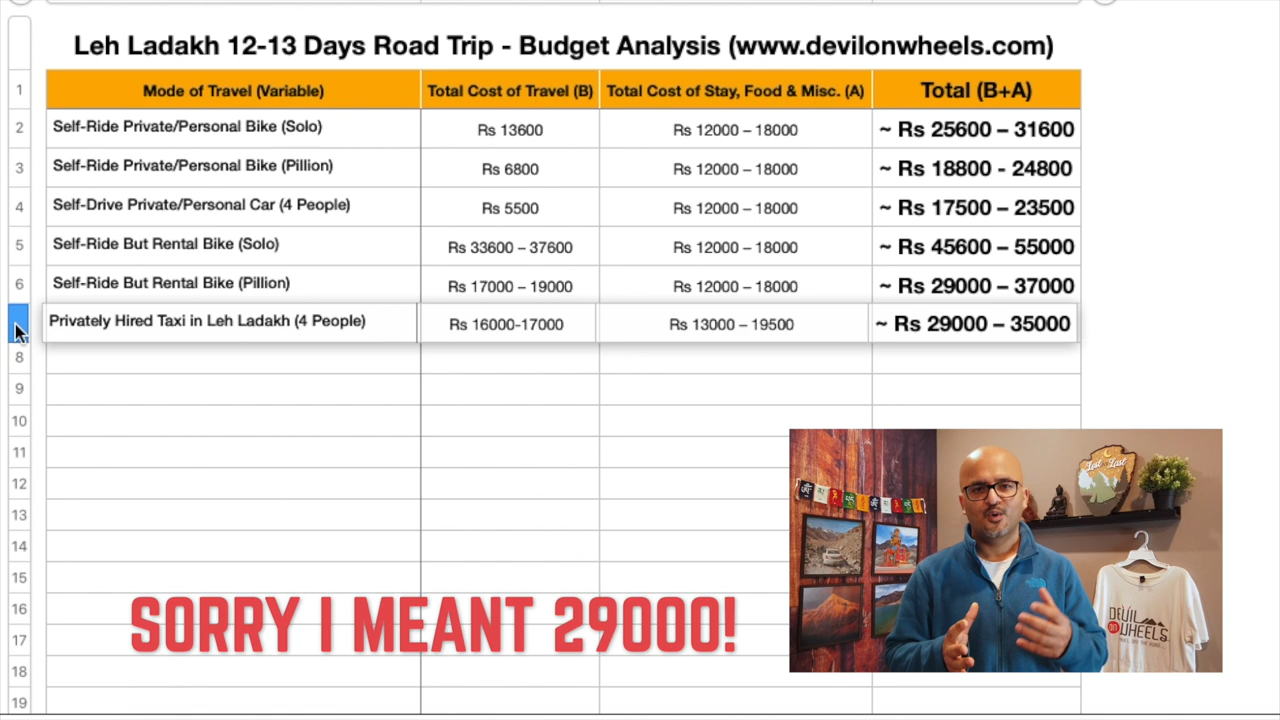 Leh Ladakh 12-13 Days Road Trip - Budget Analysis (www.devilonwheels.com)
1 Mode of Travel (Variable) Total Cost of Travel (B) Total Cost of Stay, Food & Misc. (A) Total (B+A)
2 Self-Ride Private/Personal Bike (Solo) Rs 13600 Rs 12000 – 18000 ~ Rs 25600 – 31600
3 Self-Ride Private/Personal Bike (Pillion) Rs 6800 Rs 12000 – 18000 ~ Rs 18800 - 24800
4 Self-Drive Private/Personal Car (4 People) Rs 5500 Rs 12000 – 18000 ~ Rs 17500 – 23500
5 Self-Ride But Rental Bike (Solo) Rs 33600 – 37600 Rs 12000 – 18000 ~ Rs 45600 – 55000
6 Self-Ride But Rental Bike (Pillion) Rs 17000 – 19000 Rs 12000 – 18000 ~ Rs 29000 – 37000
Privately Hired Taxi in Leh Ladakh (4 People) Rs 16000-17000 Rs 13000 – 19500 ~ Rs 29000 – 35000
8
9
10
11
12
13
14
15
16
17
18
19
SORRY I MEANT 29000!
Last
DEVIL
ON WHEELS